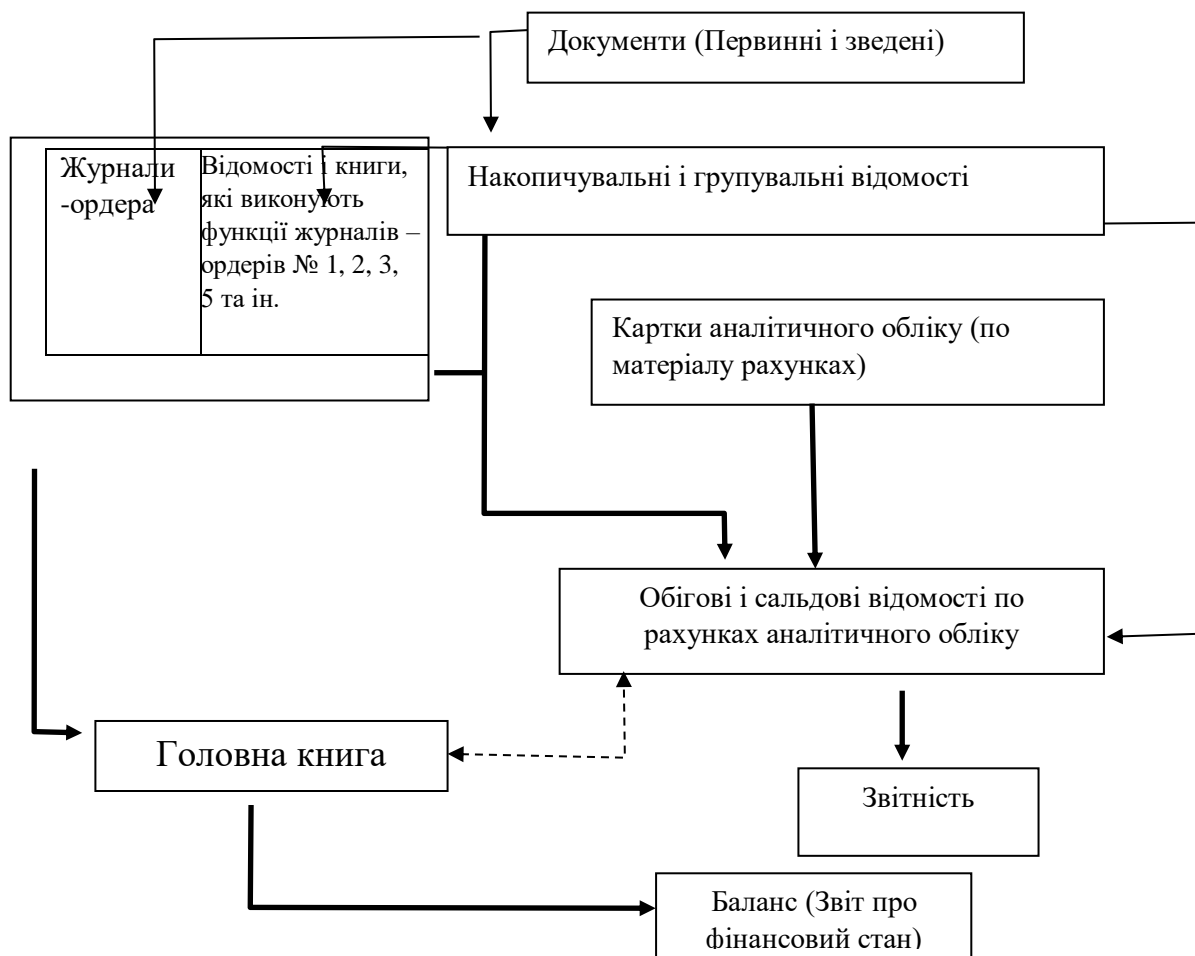 Документи (Первинні і зведені)
Журнали
-ордера
Відомості і книги,
які виконують
функції журналів –
ордерів № 1, 2, 3,
5 та ін.
Накопичувальні і групувальні відомості
Картки аналітичного обліку (по
матеріалу рахунках)
Обігові і сальдові відомості по
рахунках аналітичного обліку
Головна книга
Звітність
Баланс (Звіт про
фінансовий стан)